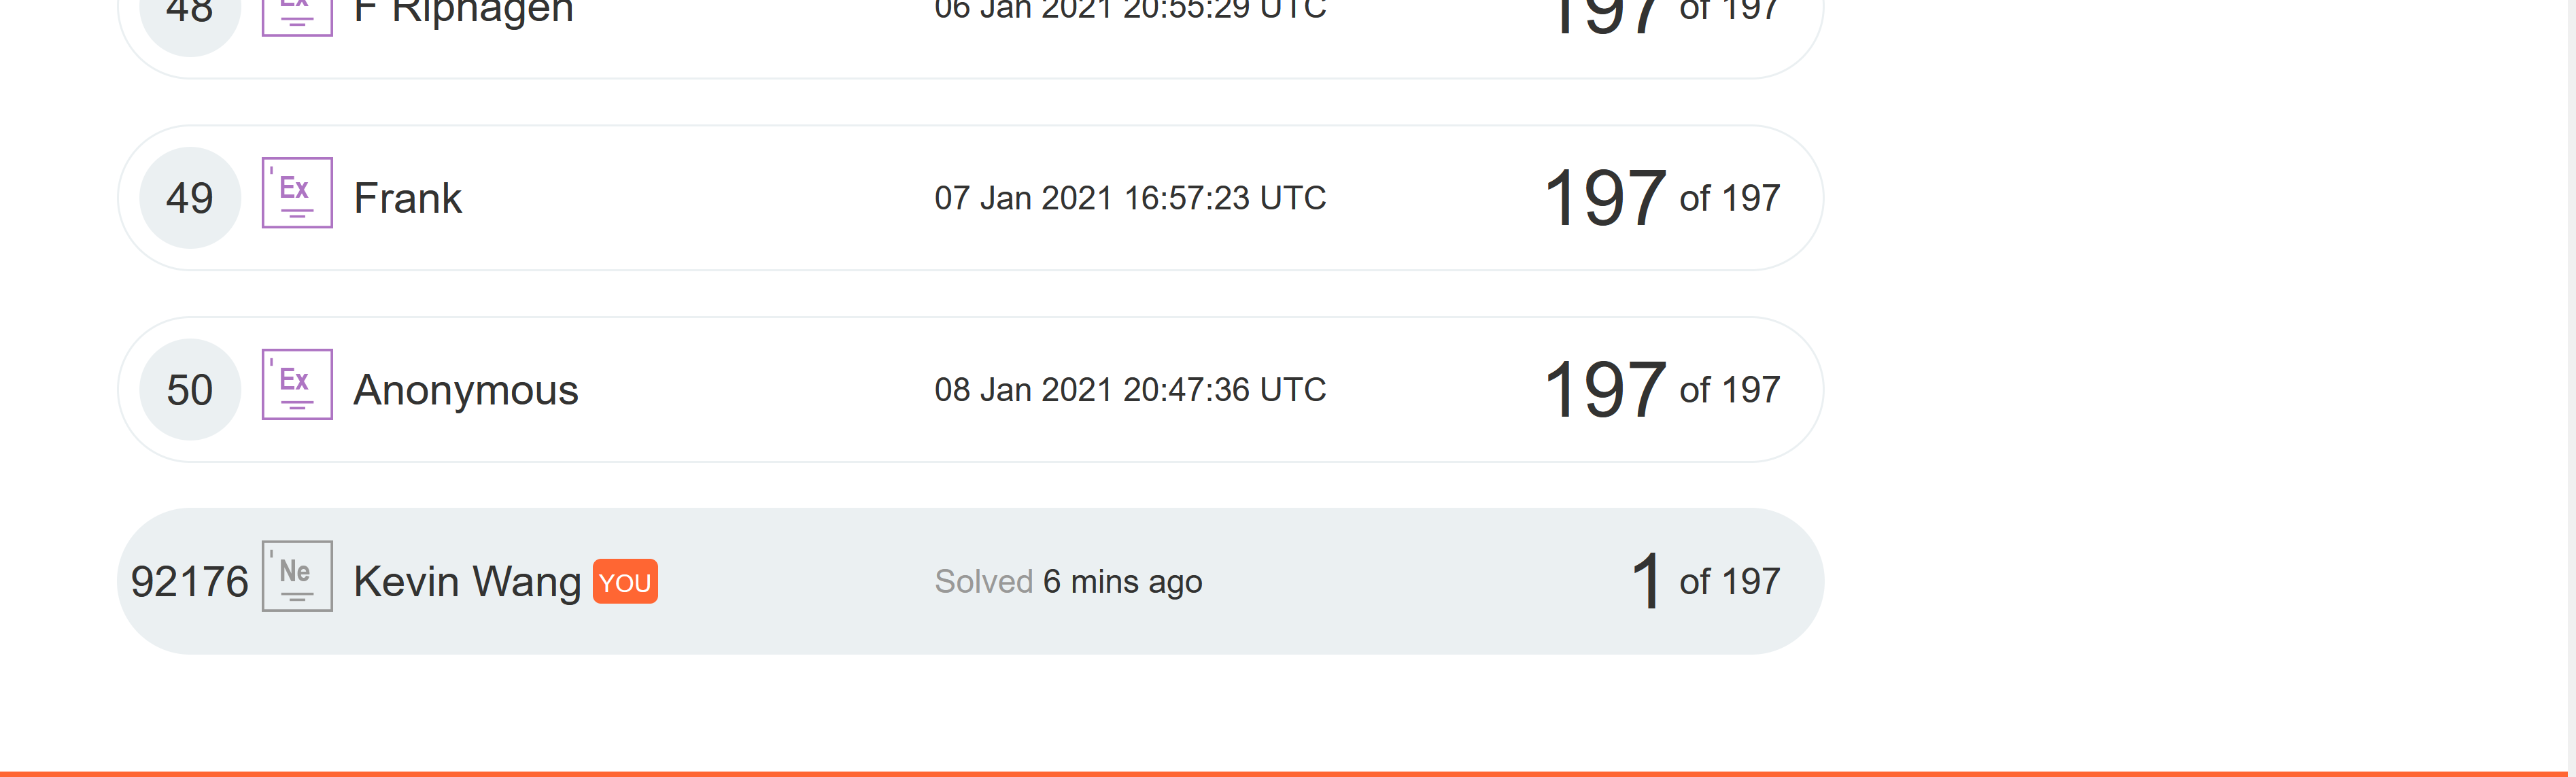 48 Ex F Riphagen 06 Jan 2021 20:55:29 UTC 197 of 197
49 Ex Frank 07 Jan 2021 16:57:23 UTC 197 of 197
50 Ex Anonymous 08 Jan 2021 20:47:36 UTC 197 of 197
92176 Ne Kevin Wang YOU Solved 6 mins ago 1 of 197